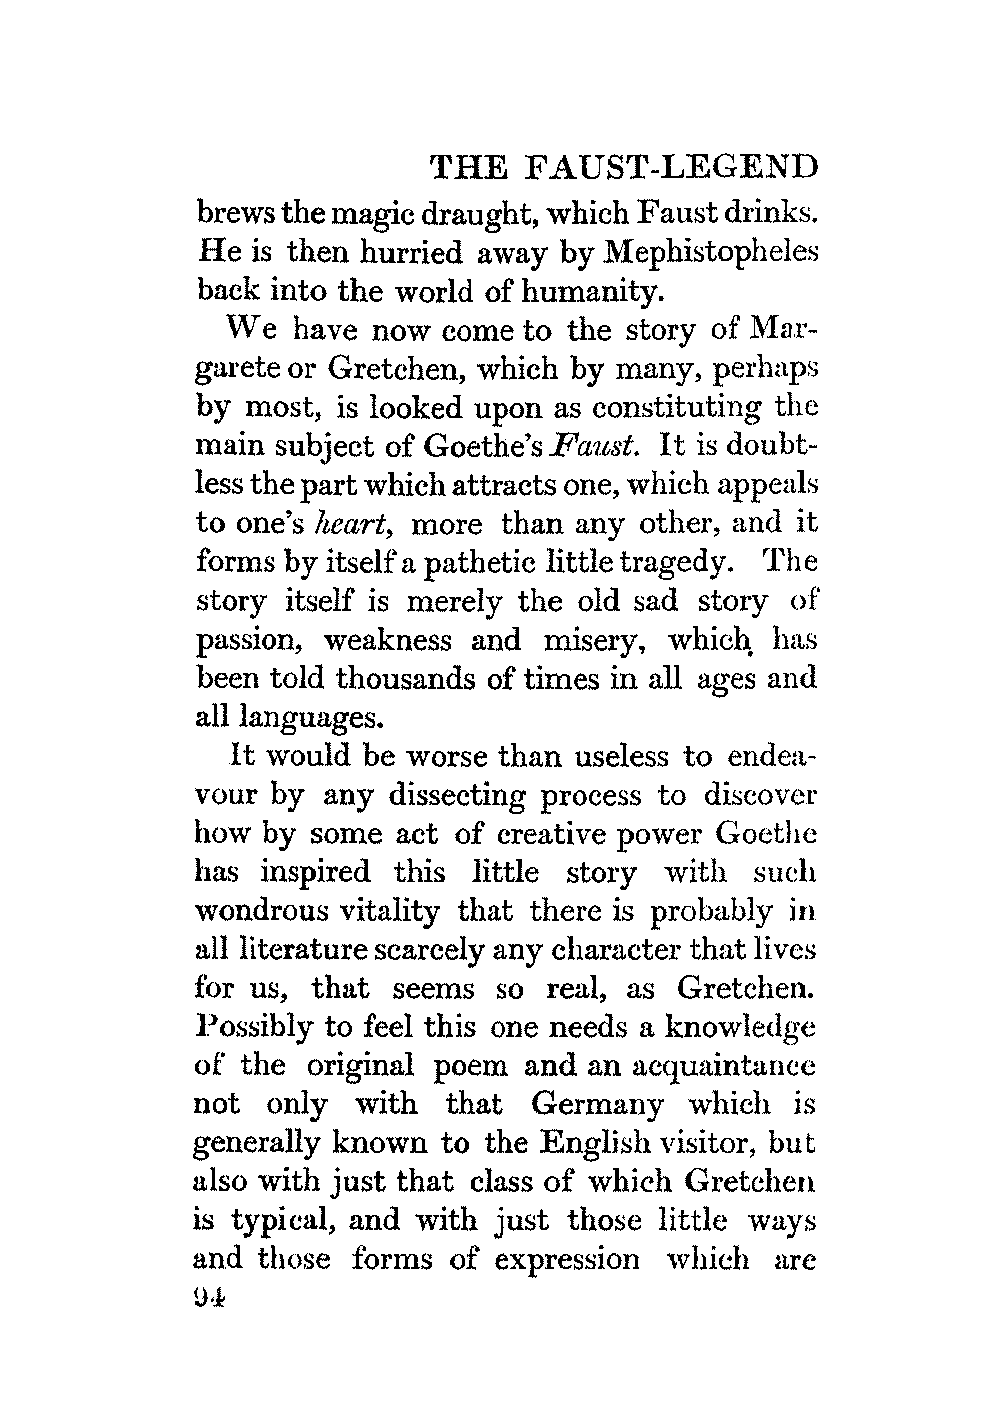 THE FAUST-LEGEND
brews the magic draught, which Faust drinks.
He is then hurried away by Mephistopheles
back into the world of humanity.
We have now come to the story of Mar-
garete or Gretchen, which by many, perhaps
by most, is looked upon as constituting the
main subject of Goethe's Faust. It is doubt-
less the part which attracts one, which appeals
to one's heart, more than any other, and it
forms by itself a pathetic little tragedy. The
story itself is merely the old sad story of
passion, weakness and misery, which has
been told thousands of times in all ages and
all languages.
It would be worse than useless to endea-
vour by any dissecting process to discover
how by some act of creative power Goethe
has inspired this little story with such
wondrous vitality that there is probably in
all literature scarcely any character that lives
for us, that seems so real, as Gretchen.
Possibly to feel this one needs a knowledge
of the original poem and an acquaintance
not only with that Germany which is
generally known to the English visitor, but
also with just that class of which Gretchen
is typical, and with just those little ways
and those forms of expression which are
94